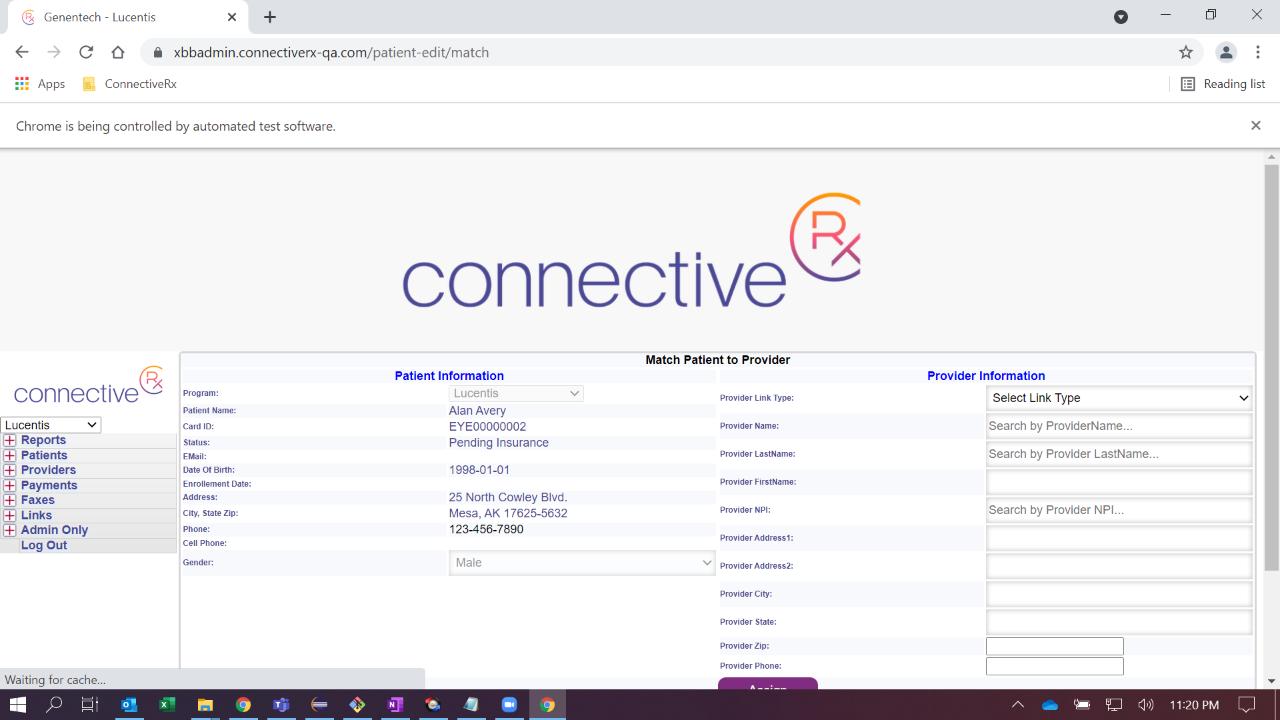 Genentech - Lucentis
xbbadmin.connectiverx-qa.com/patient-edit/match
Apps
ConnectiveRx
Reading list
Chrome is being controlled by automated test software.
connective Rx
connective Rx
Lucentis
Reports
Patients
Providers
Payments
Faxes
Links
Admin Only
Log Out
Match Patient to Provider
Patient Information
Program: Lucentis
Patient Name: Alan Avery
Card ID: EYE00000002
Status: Pending Insurance
EMail:
Date Of Birth: 1998-01-01
Enrollment Date:
Address: 25 North Cowley Blvd.
City, State Zip: Mesa, AK 17625-5632
Phone: 123-456-7890
Cell Phone:
Gender: Male
Provider Information
Provider Link Type: Select Link Type
Provider Name: Search by ProviderName...
Provider LastName: Search by Provider LastName...
Provider FirstName:
Provider NPI: Search by Provider NPI...
Provider Address1:
Provider Address2:
Provider City:
Provider State:
Provider Zip:
Provider Phone:
Assign
Waiting for cache...
11:20 PM